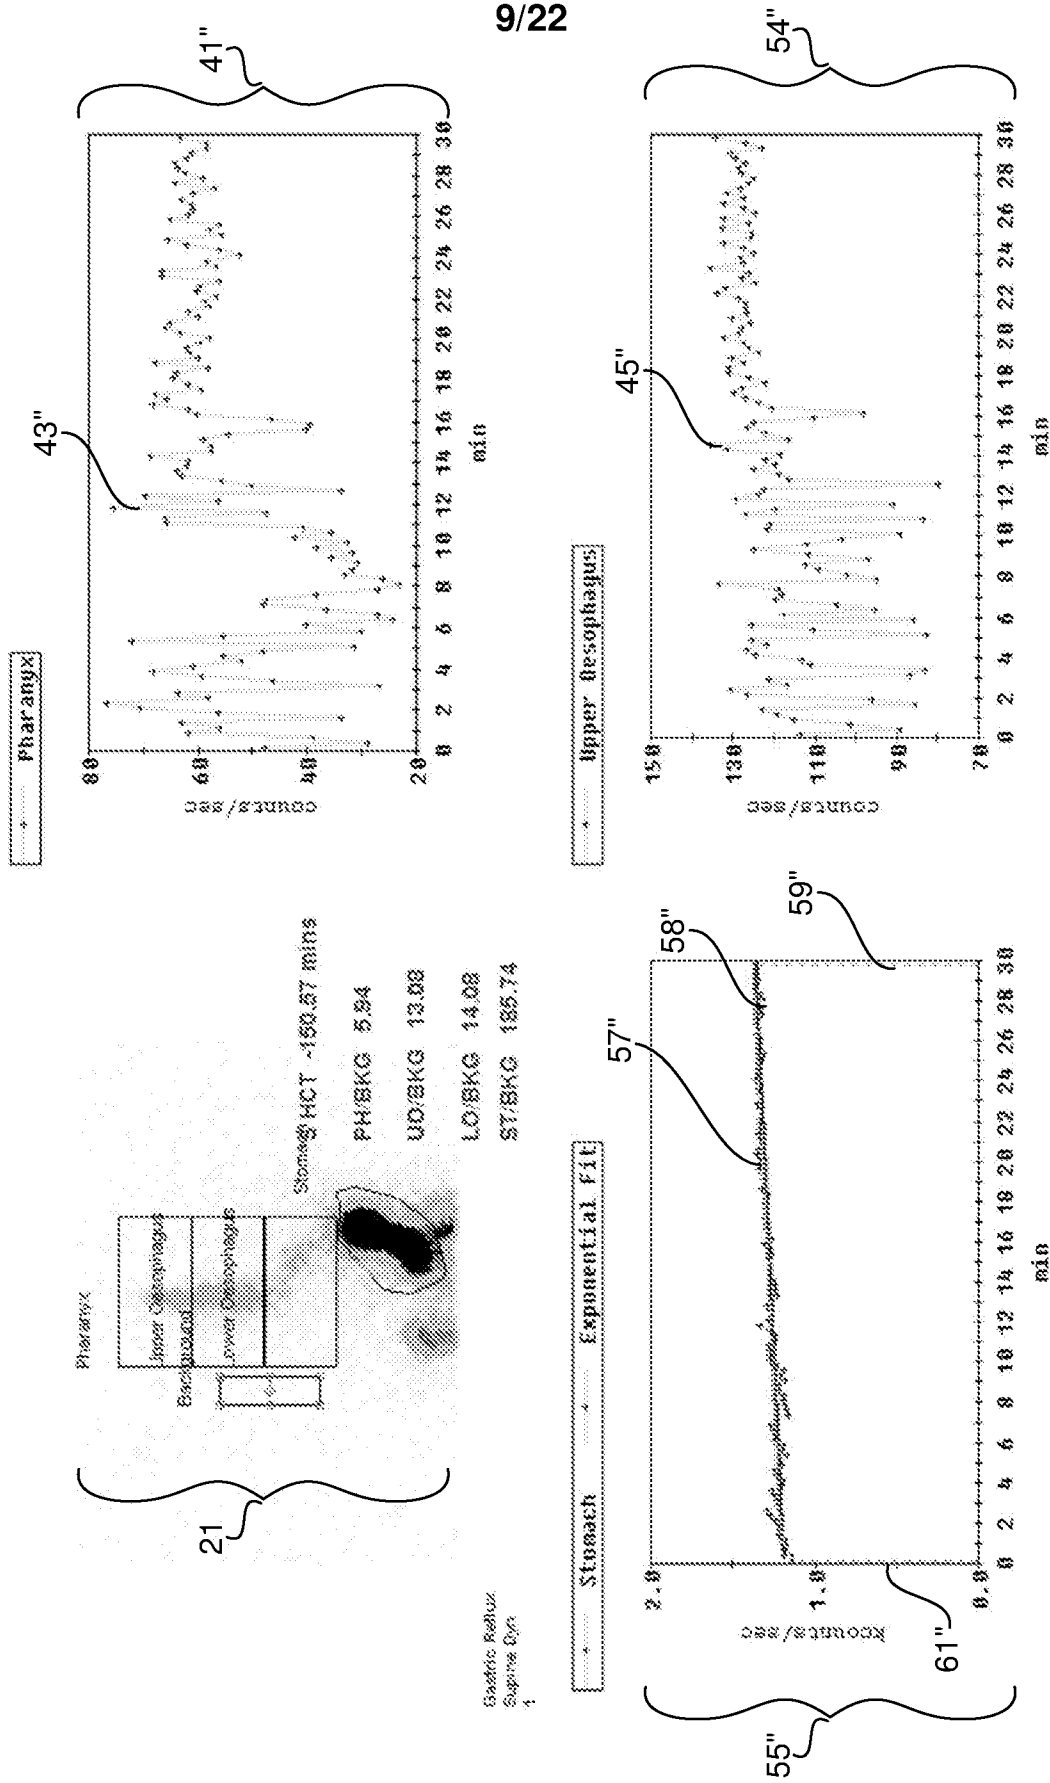 9/22
21
Pharanyx
Upper Oesophagus
Background
Lower Oesophagus
Stomach
S HCT -150.57 mins
PH/BKG 5.94
UO/BKG 13.08
LO/BKG 14.08
ST/BKG 185.74
Gastric Reflux
Supine Dyn
1
Pharanyx
41"
43"
counts/sec
80
60
40
20
0 2 4 6 8 10 12 14 16 18 20 22 24 26 28 30
min
Stomach Exponential Fit
55"
57"
58"
59"
61"
Kcounts/sec
2.0
1.0
0.0
0 2 4 6 8 10 12 14 16 18 20 22 24 26 28 30
min
Upper Oesophagus
54"
45"
counts/sec
150
130
110
90
70
0 2 4 6 8 10 12 14 16 18 20 22 24 26 28 30
min